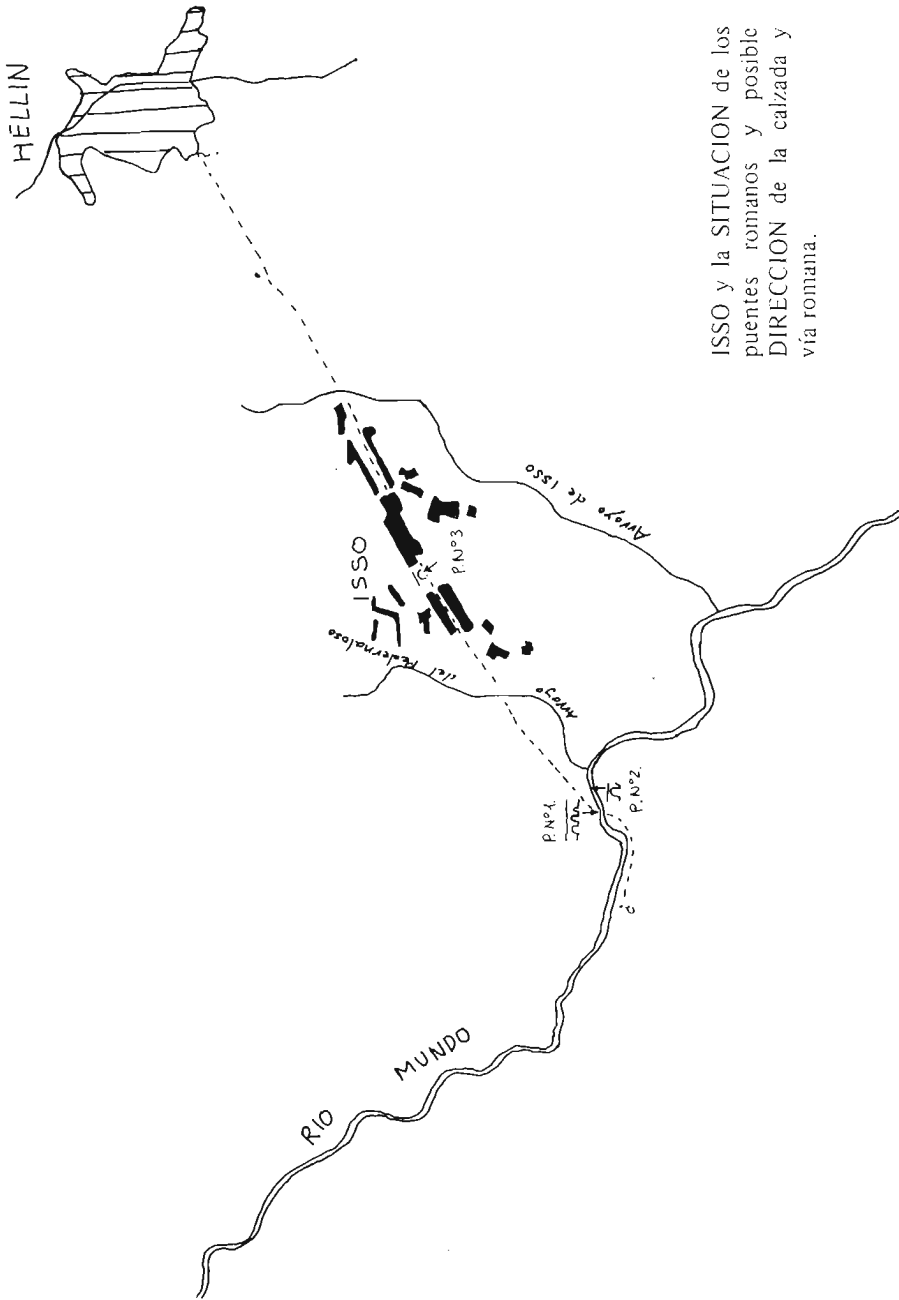 HELLIN
ISSO
P.Nº3
Arroyo de Isso
Arroyo del Pedernaloso
P.Nº1.
P.Nº2.
RIO MUNDO
ISSO y la SITUACION de los
puentes romanos y posible
DIRECCION de la calzada y
vía romana.